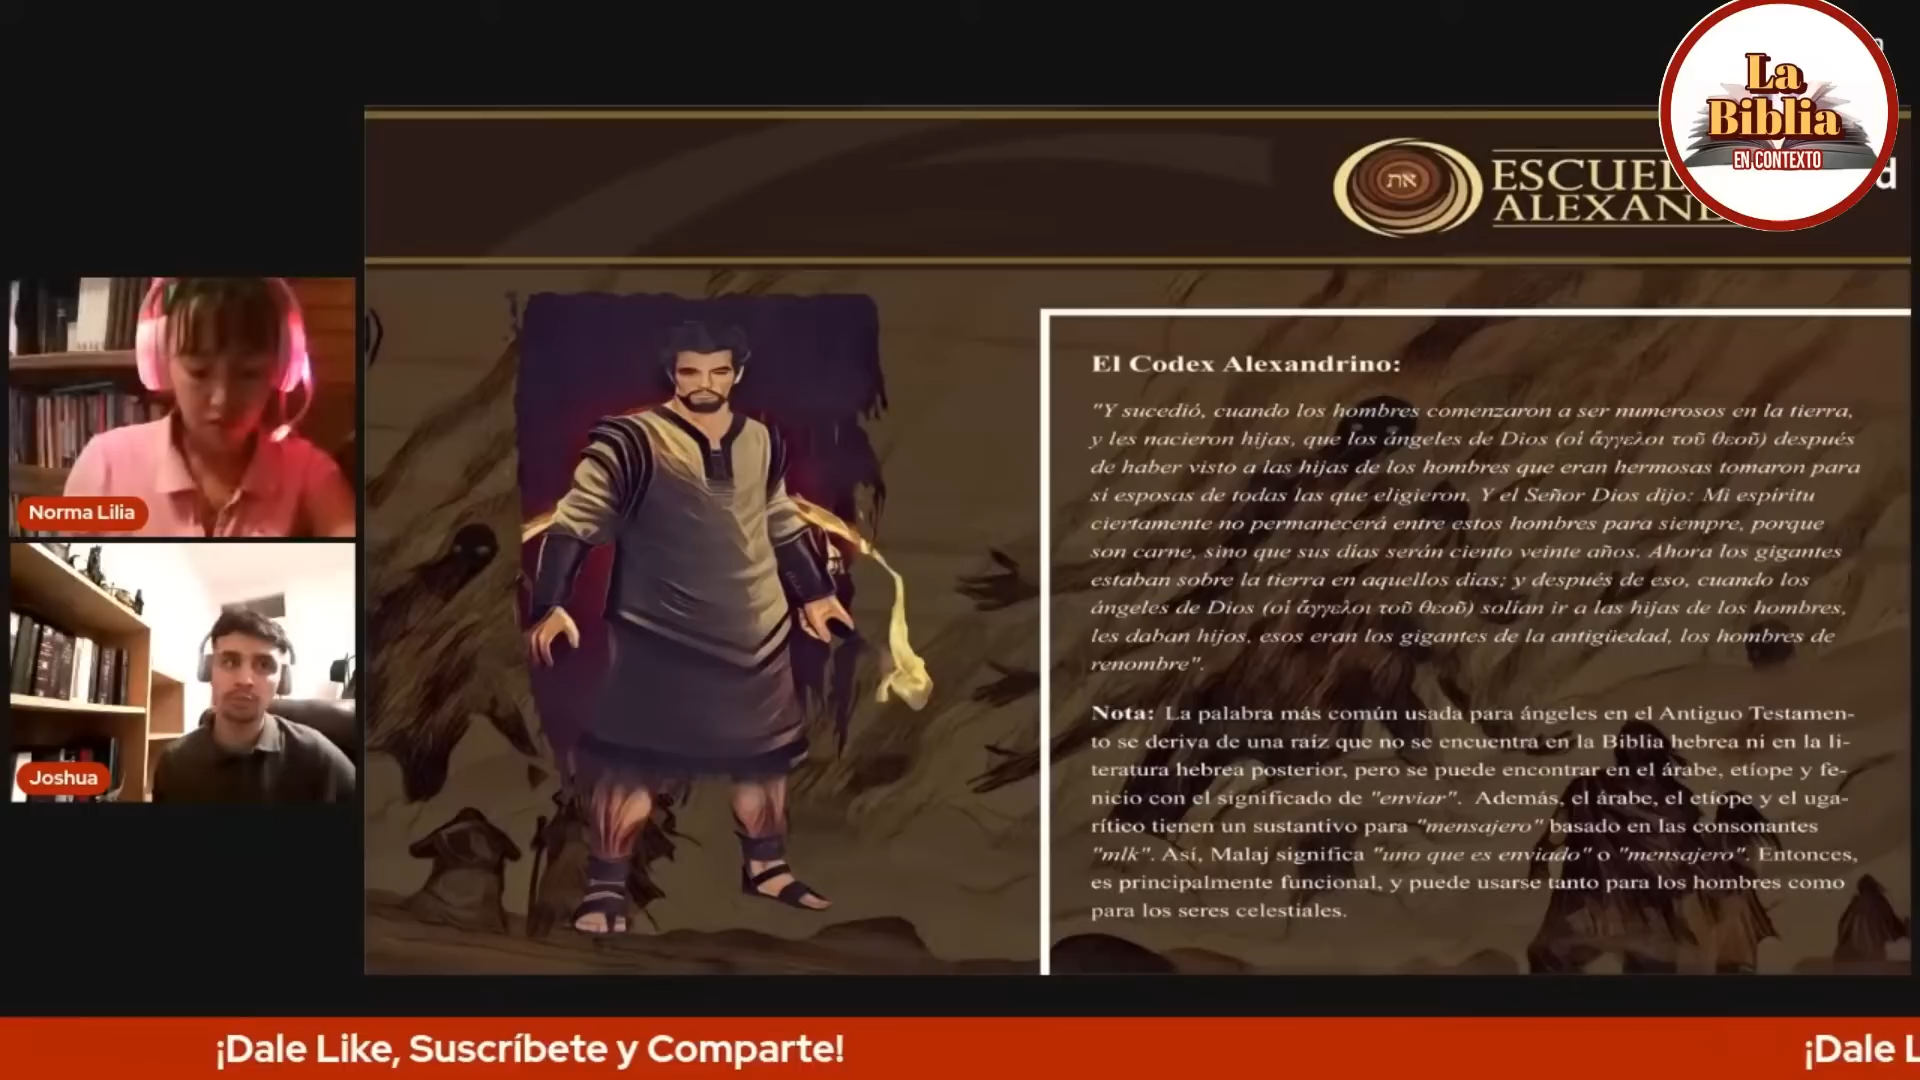 La
Biblia
EN CONTEXTO
את
ESCUEL
ALEXAN
d
El Codex Alexandrino:
"Y sucedió, cuando los hombres comenzaron a ser numerosos en la tierra,
y les nacieron hijas, que los ángeles de Dios (οἱ ἄγγελοι τοῦ θεοῦ) después
de haber visto a las hijas de los hombres que eran hermosas tomaron para
sí esposas de todas las que eligieron. Y el Señor Dios dijo: Mi espíritu
ciertamente no permanecerá entre estos hombres para siempre, porque
son carne, sino que sus días serán ciento veinte años. Ahora los gigantes
estaban sobre la tierra en aquellos días; y después de eso, cuando los
ángeles de Dios (οἱ ἄγγελοι τοῦ θεοῦ) solían ir a las hijas de los hombres,
les daban hijos, esos eran los gigantes de la antigüedad, los hombres de
renombre".
Nota: La palabra más común usada para ángeles en el Antiguo Testamen-
to se deriva de una raíz que no se encuentra en la Biblia hebrea ni en la li-
teratura hebrea posterior, pero se puede encontrar en el árabe, etíope y fe-
nicio con el significado de "enviar". Además, el árabe, el etíope y el uga-
rítico tienen un sustantivo para "mensajero" basado en las consonantes
"mlk". Así, Malaj significa "uno que es enviado" o "mensajero". Entonces,
es principalmente funcional, y puede usarse tanto para los hombres como
para los seres celestiales.
Norma Lilia
Joshua
¡Dale Like, Suscríbete y Comparte!
¡Dale L